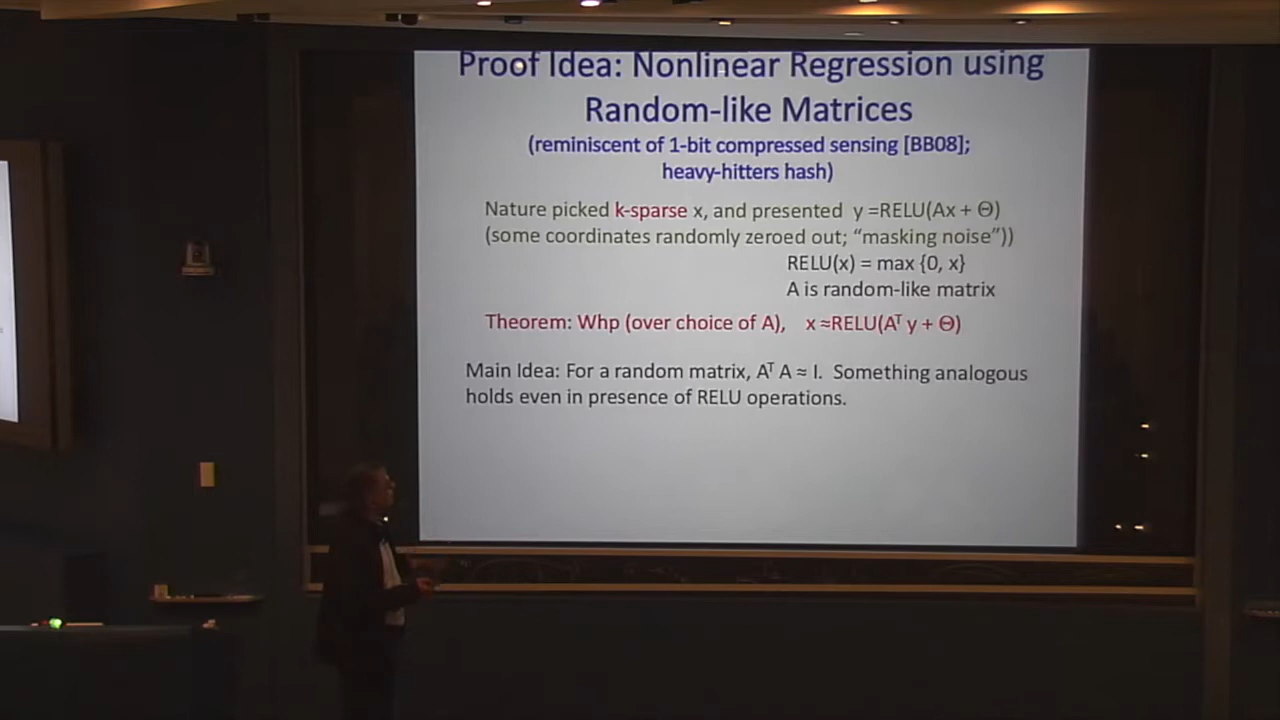 Proof Idea: Nonlinear Regression using
Random-like Matrices
(reminiscent of 1-bit compressed sensing [BB08];
heavy-hitters hash)
Nature picked k-sparse x, and presented y =RELU(Ax + Θ)
(some coordinates randomly zeroed out; “masking noise”))
RELU(x) = max {0, x}
A is random-like matrix
Theorem: Whp (over choice of A), x ≈RELU(Aᵀ y + Θ)
Main Idea: For a random matrix, Aᵀ A ≈ I. Something analogous
holds even in presence of RELU operations.